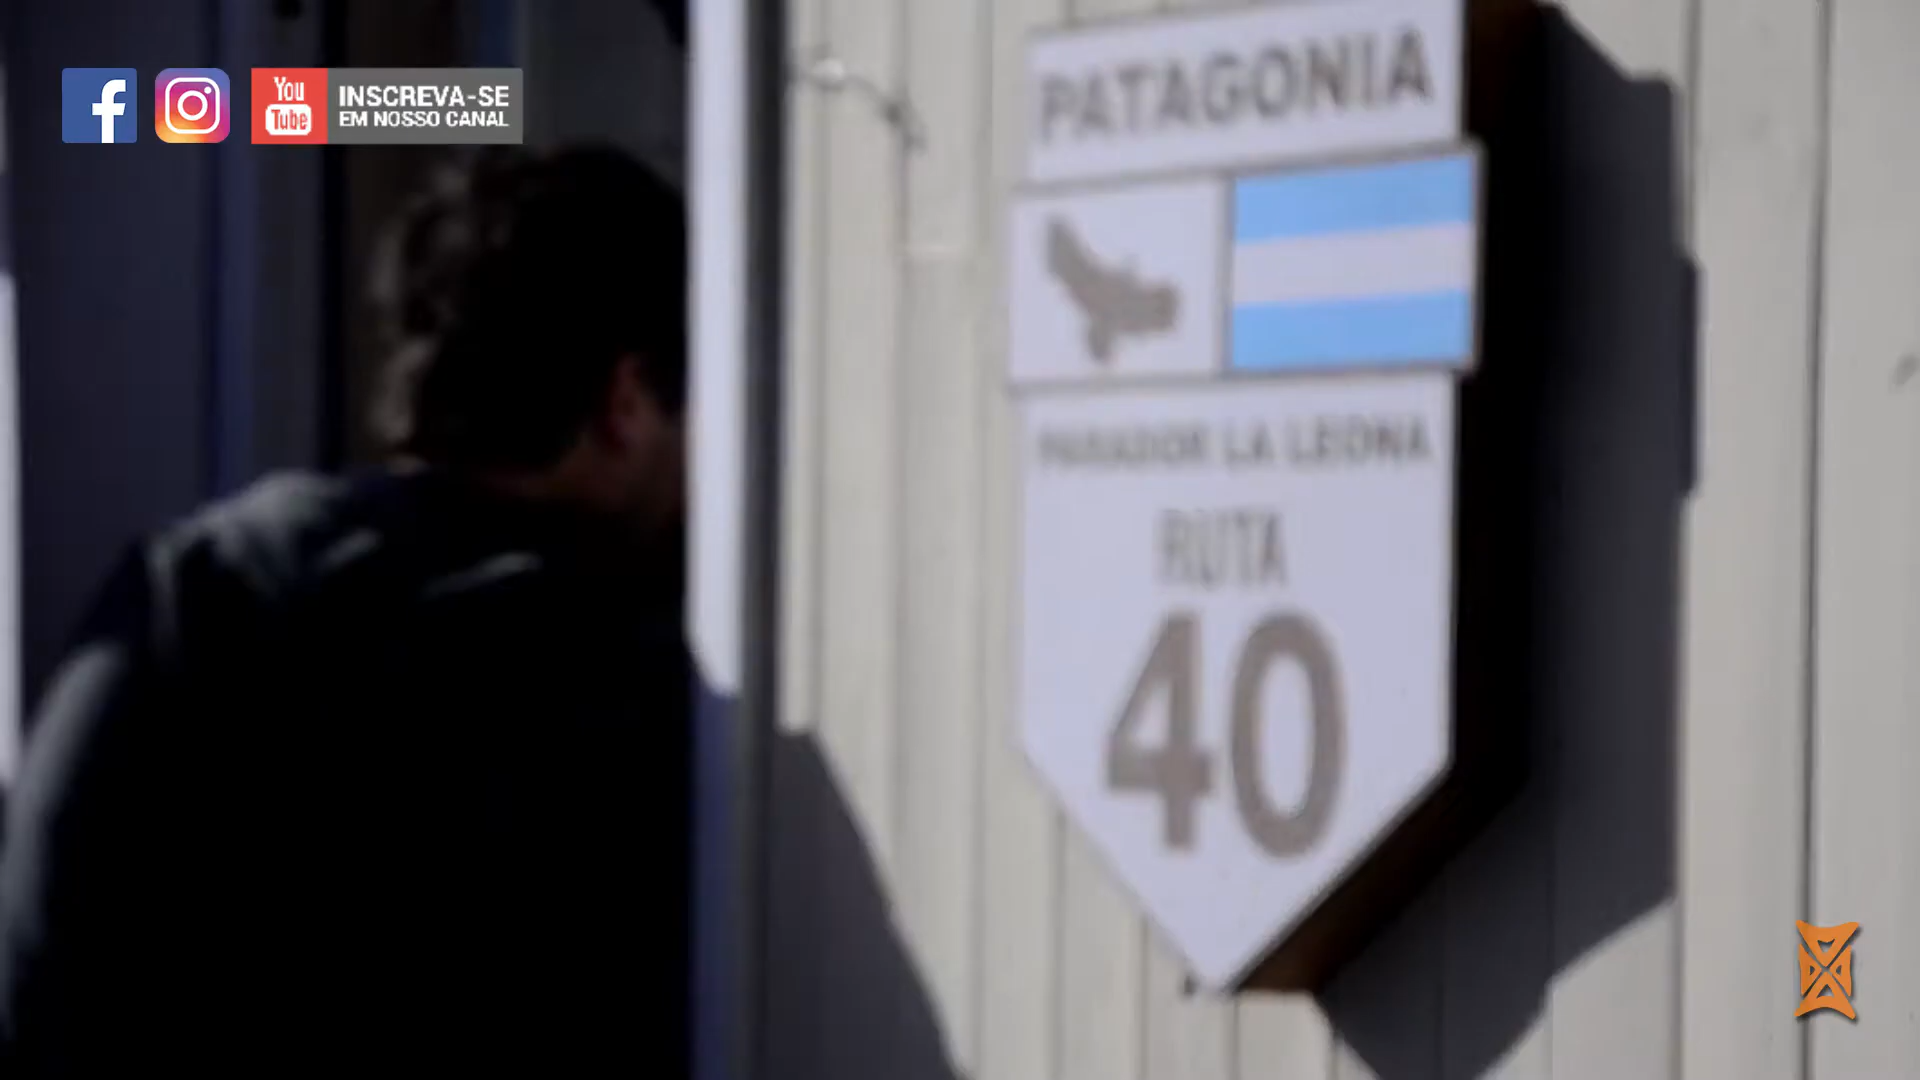 You
Tube
INSCREVA-SE
EM NOSSO CANAL
PATAGONIA
PARADOR LA LEONA
RUTA
40